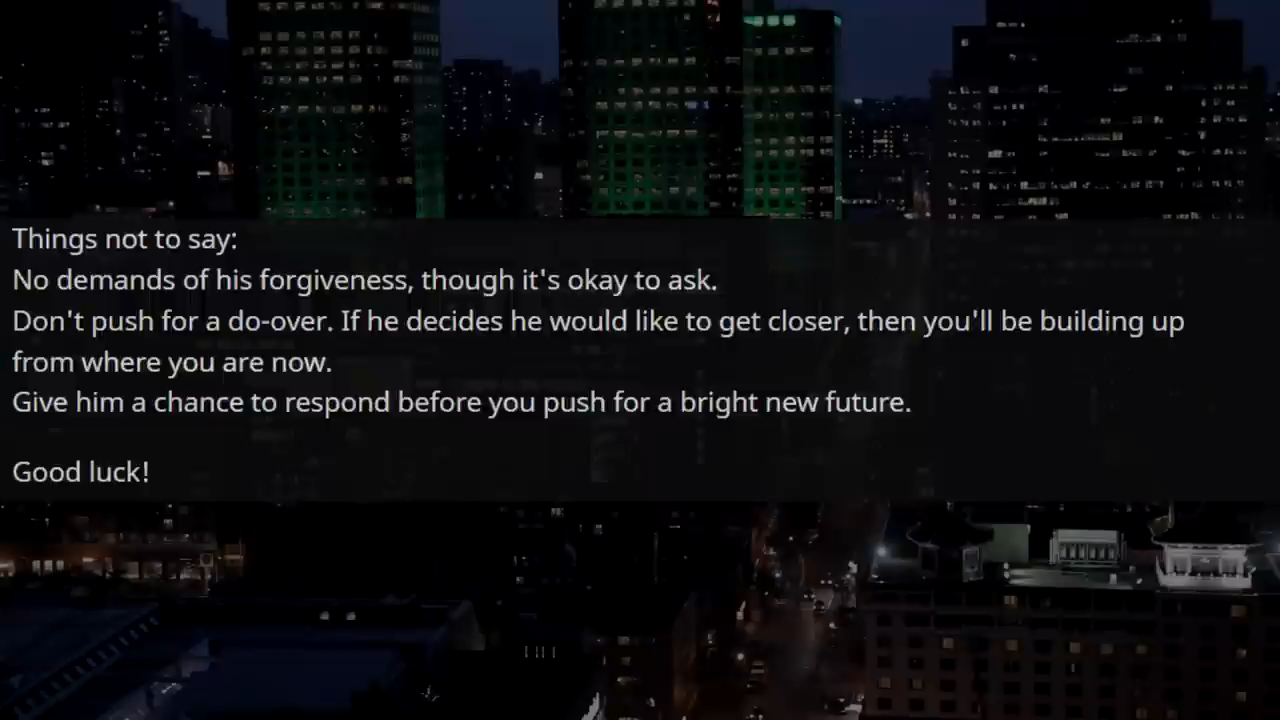 Things not to say:
No demands of his forgiveness, though it's okay to ask.
Don't push for a do-over. If he decides he would like to get closer, then you'll be building up
from where you are now.
Give him a chance to respond before you push for a bright new future.
Good luck!